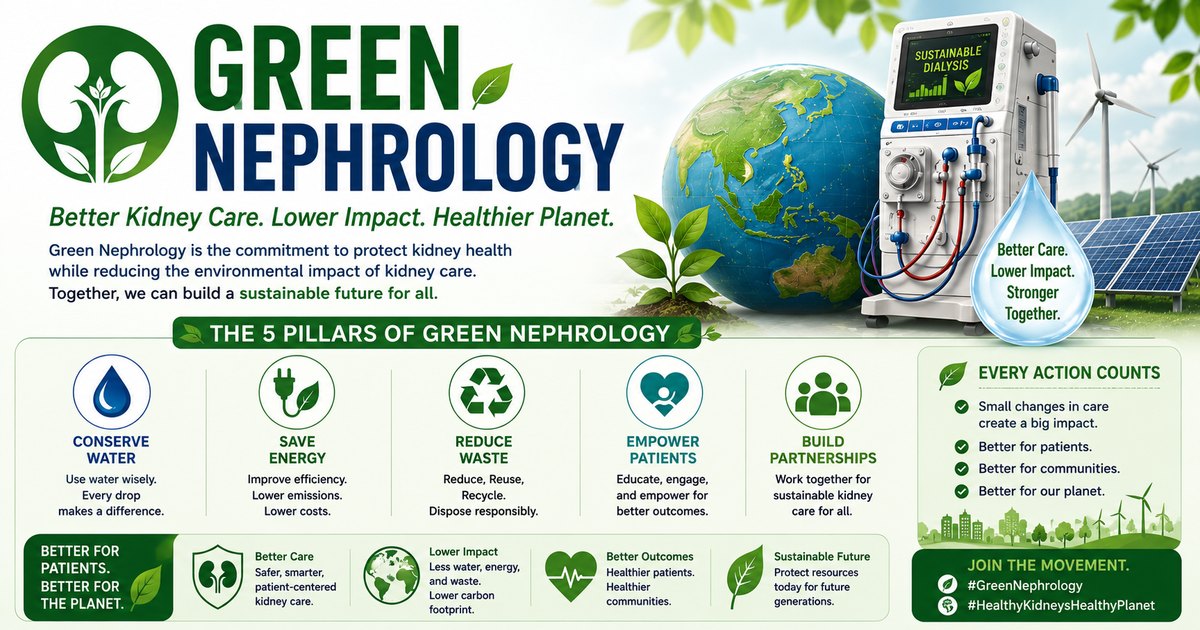 GREEN
NEPHROLOGY
Better Kidney Care. Lower Impact. Healthier Planet.
Green Nephrology is the commitment to protect kidney health
while reducing the environmental impact of kidney care.
Together, we can build a sustainable future for all.
SUSTAINABLE
DIALYSIS
Better Care.
Lower Impact.
Stronger
Together.
THE 5 PILLARS OF GREEN NEPHROLOGY
CONSERVE
WATER
Use water wisely.
Every drop
makes a difference.
SAVE
ENERGY
Improve efficiency.
Lower emissions.
Lower costs.
REDUCE
WASTE
Reduce, Reuse,
Recycle.
Dispose responsibly.
EMPOWER
PATIENTS
Educate, engage,
and empower for
better outcomes.
BUILD
PARTNERSHIPS
Work together for
sustainable kidney
care for all.
EVERY ACTION COUNTS
Small changes in care
create a big impact.
Better for patients.
Better for communities.
Better for our planet.
BETTER FOR
PATIENTS.
BETTER FOR
THE PLANET.
Better Care
Safer, smarter,
patient-centered
kidney care.
Lower Impact
Less water, energy,
and waste.
Lower carbon
footprint.
Better Outcomes
Healthier patients.
Healthier
communities.
Sustainable Future
Protect resources
today for future
generations.
JOIN THE MOVEMENT.
#GreenNephrology
#HealthyKidneysHealthyPlanet